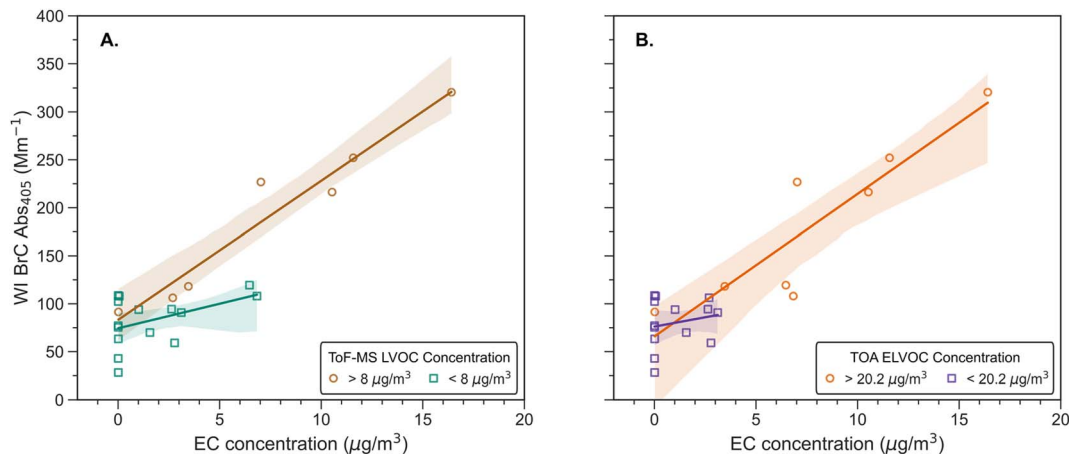 A.
WI BrC Abs₄₀₅ (Mm⁻¹)
400
350
300
250
200
150
100
50
0
0 5 10 15 20
EC concentration (μg/m³)
ToF-MS LVOC Concentration
> 8 μg/m³ < 8 μg/m³
B.
0 5 10 15 20
EC concentration (μg/m³)
TOA ELVOC Concentration
> 20.2 μg/m³ < 20.2 μg/m³